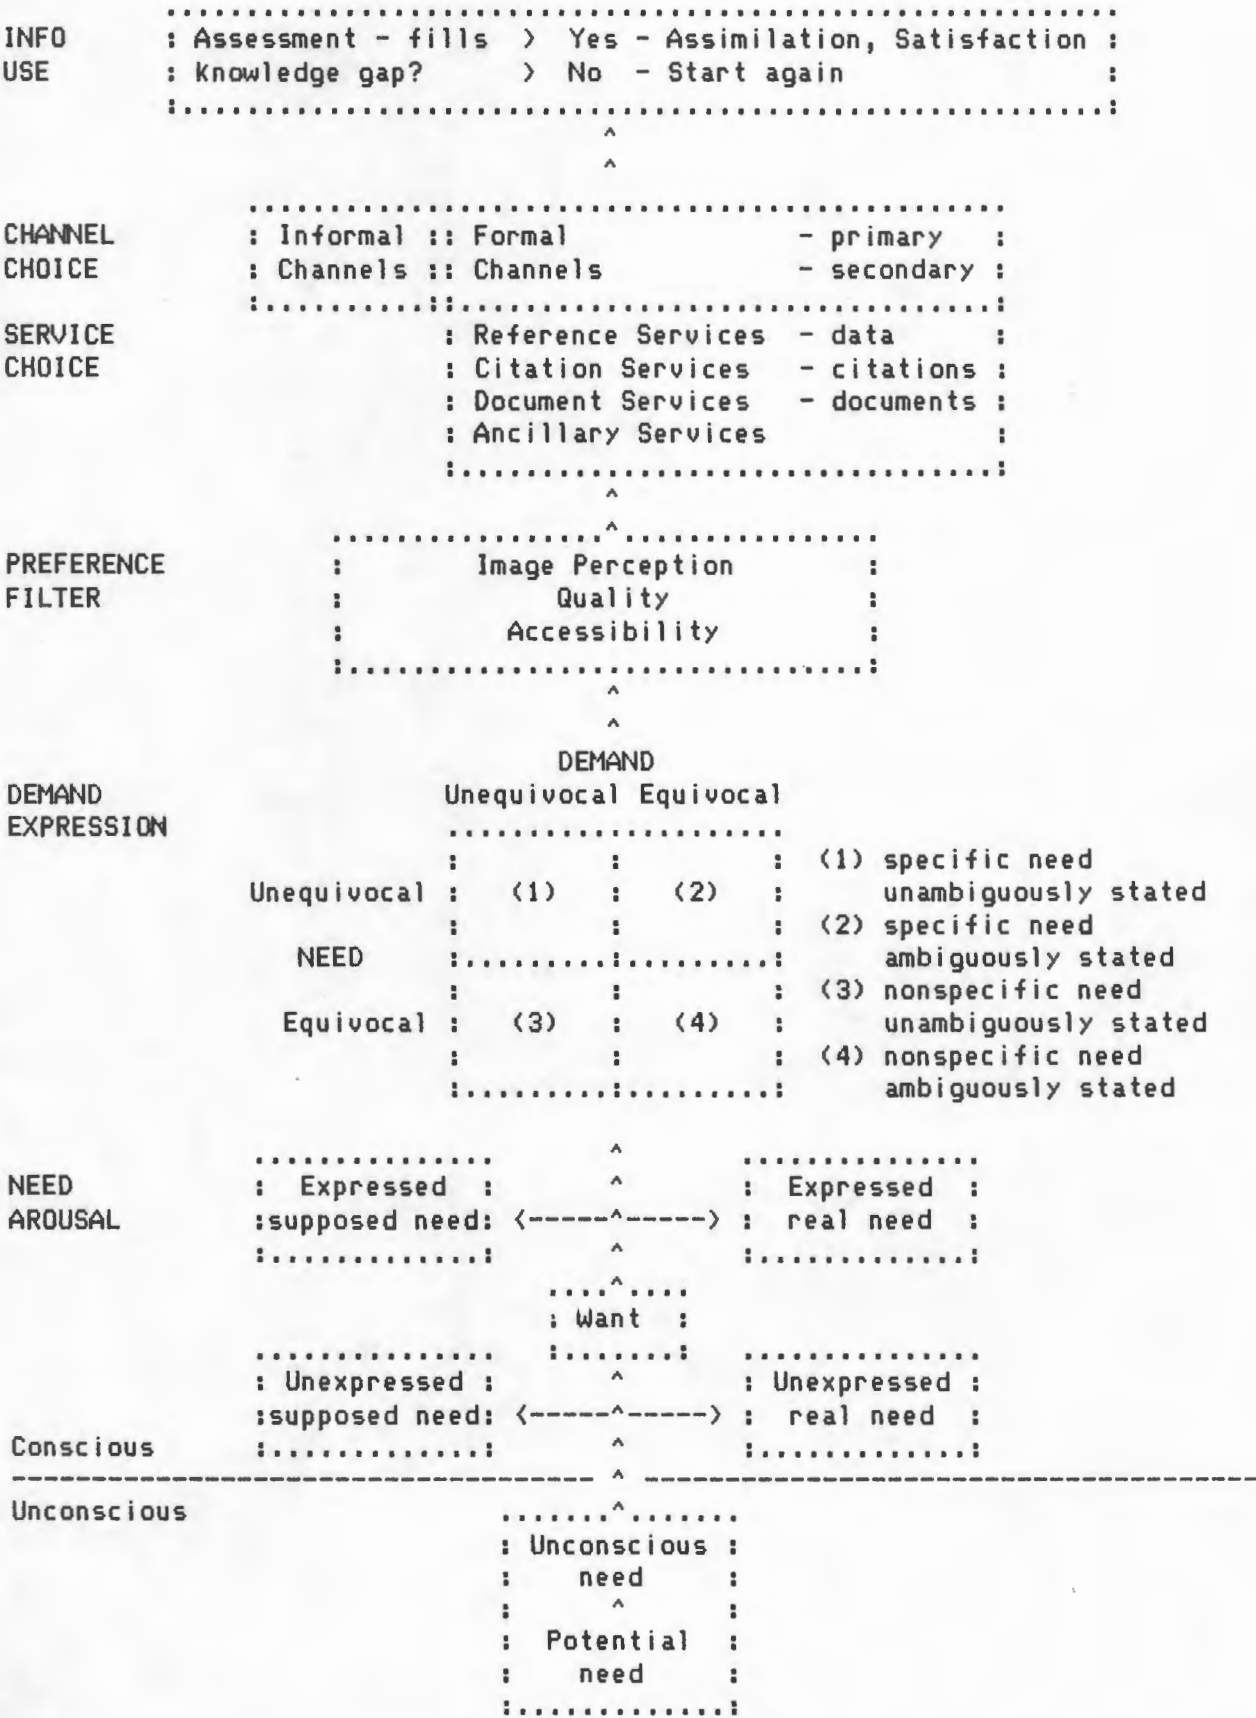 INFO : Assessment - fills > Yes - Assimilation, Satisfaction :
USE : Knowledge gap? > No - Start again :
^
^
CHANNEL : Informal :: Formal - primary :
CHOICE : Channels :: Channels - secondary :
SERVICE : Reference Services - data :
CHOICE : Citation Services - citations :
: Document Services - documents :
: Ancillary Services :
^
^
PREFERENCE : Image Perception :
FILTER : Quality :
: Accessibility :
^
^
DEMAND
DEMAND Unequivocal Equivocal
EXPRESSION
: : : (1) specific need
Unequivocal : (1) : (2) : unambiguously stated
: : : (2) specific need
NEED :.........:.........: ambiguously stated
: : : (3) nonspecific need
Equivocal : (3) : (4) : unambiguously stated
: : : (4) nonspecific need
:.........:.........: ambiguously stated
^
NEED : Expressed : ^ : Expressed :
AROUSAL :supposed need: <-----^-----> : real need :
^
^
: Want :
: Unexpressed : ^ : Unexpressed :
:supposed need: <-----^-----> : real need :
Conscious ^
^
Unconscious ^
: Unconscious :
: need :
: ^ :
: Potential :
: need :